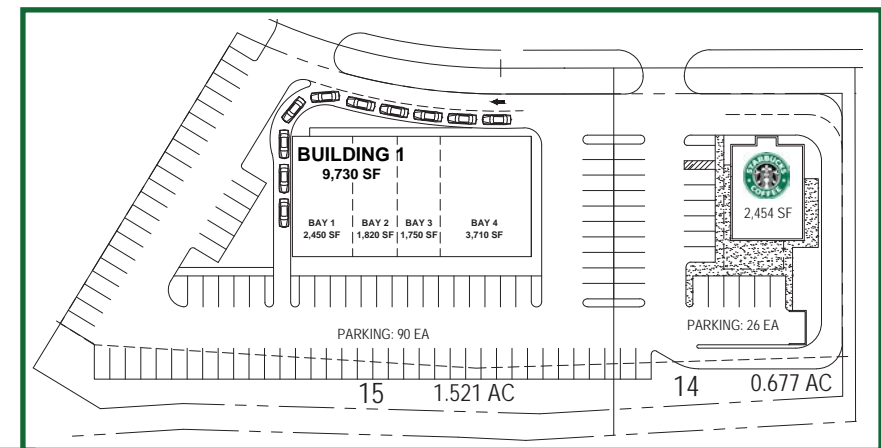 BUILDING 1
9,730 SF
BAY 1
2,450 SF
BAY 2
1,820 SF
BAY 3
1,750 SF
BAY 4
3,710 SF
STARBUCKS
COFFEE
2,454 SF
PARKING: 90 EA
PARKING: 26 EA
15 1.521 AC
14 0.677 AC